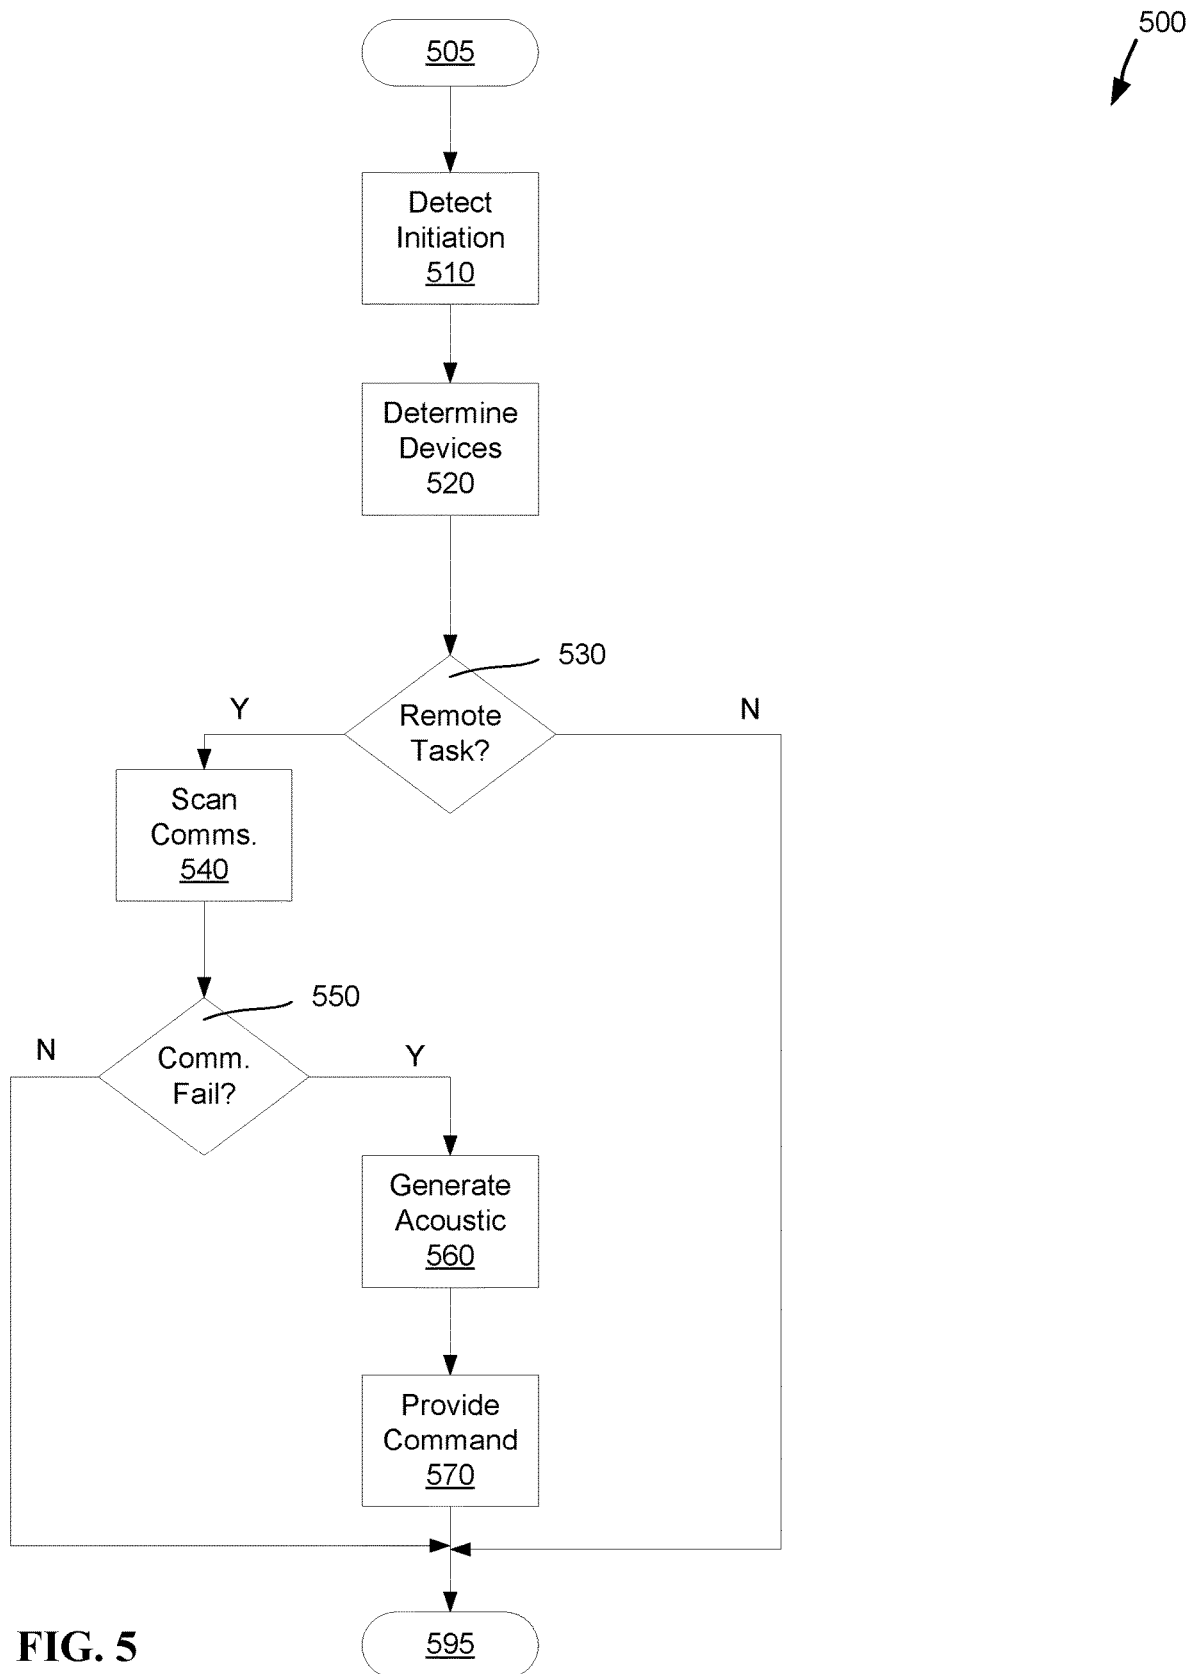 500
505
Detect
Initiation
510
Determine
Devices
520
530
Y
N
Remote
Task?
Scan
Comms.
540
550
N
Y
Comm.
Fail?
Generate
Acoustic
560
Provide
Command
570
595
FIG. 5